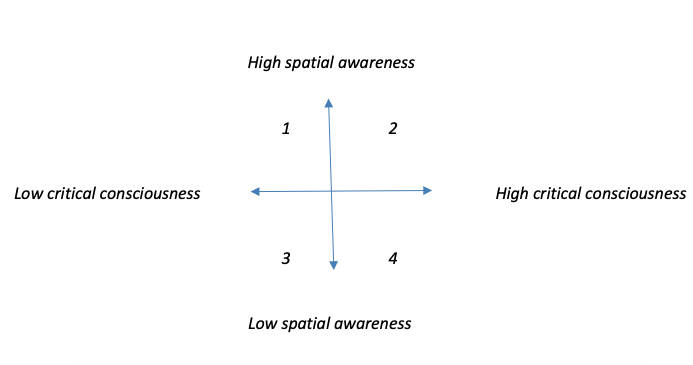 High spatial awareness
1 2
Low critical consciousness High critical consciousness
3 4
Low spatial awareness